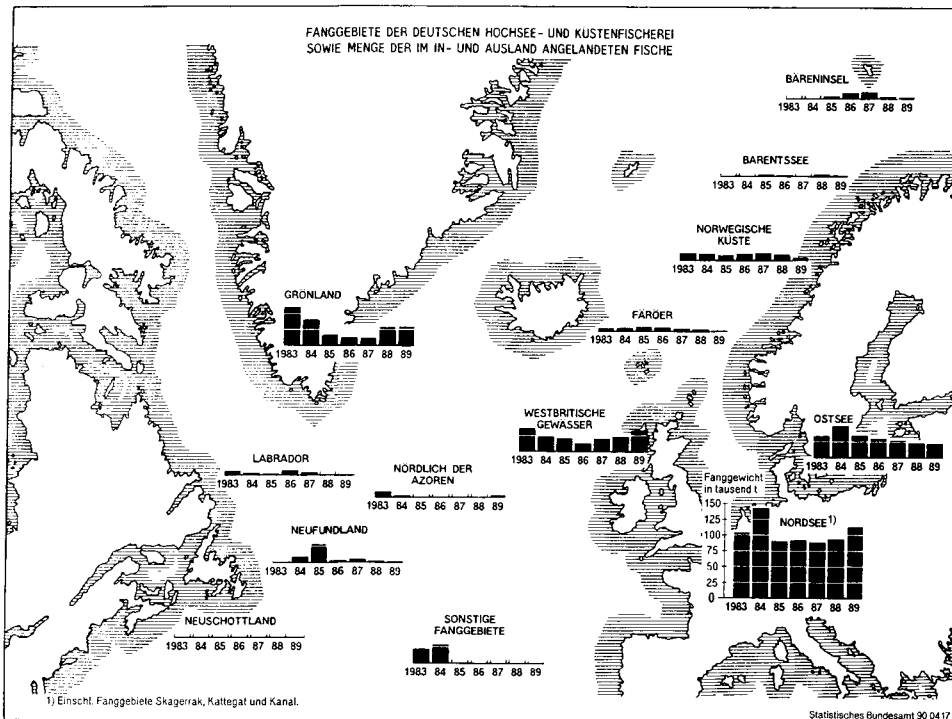 FANGGEBIETE DER DEUTSCHEN HOCHSEE- UND KÜSTENFISCHEREI
SOWIE MENGE DER IM IN- UND AUSLAND ANGELANDETEN FISCHE
BÄRENINSEL
1983 84 85 86 87 88 89
BARENTSSEE
1983 84 85 86 87 88 89
NORWEGISCHE
KÜSTE
1983 84 85 86 87 88 89
GRÖNLAND
1983 84 85 86 87 88 89
FÄRÖER
1983 84 85 86 87 88 89
WESTBRITISCHE
GEWÄSSER
1983 84 85 86 87 88 89
OSTSEE
1983 84 85 86 87 88 89
LABRADOR
1983 84 85 86 87 88 89
NÖRDLICH DER
AZOREN
1983 84 85 86 87 88 89
Fanggewicht
in tausend t
150
125
100
75
50
25
0
NORDSEE1)
1983 84 85 86 87 88 89
NEUFUNDLAND
1983 84 85 86 87 88 89
NEUSCHOTTLAND
1983 84 85 86 87 88 89
SONSTIGE
FANGGEBIETE
1983 84 85 86 87 88 89
1) Einschl. Fanggebiete Skagerrak, Kattegat und Kanal.
Statistisches Bundesamt 90 0417